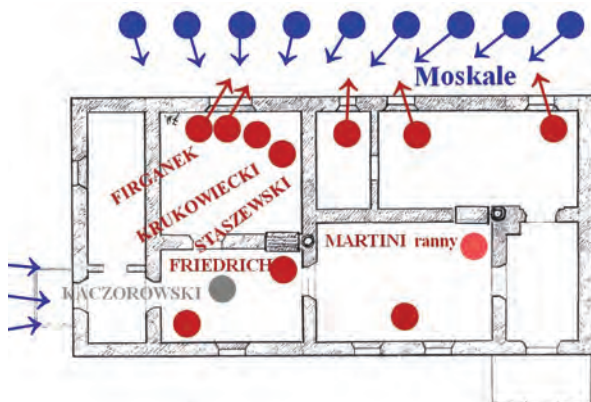 Moskale
FIRGANEK
KRUKOWIECKI
STASZEWSKI
FRIEDRICH
MARTINI ranny
KACZOROWSKI